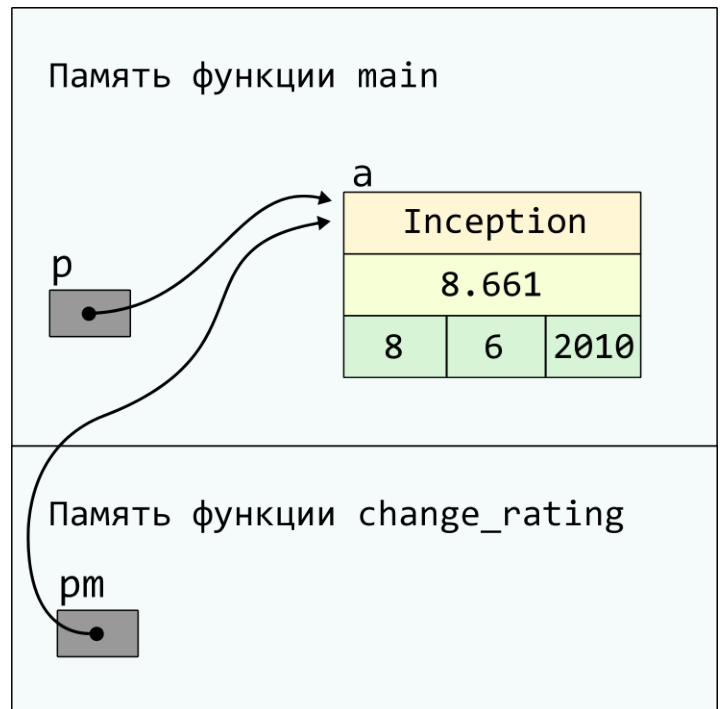 Память функции main
a
Inception
p
8.661
8 6 2010
Память функции change_rating
pm